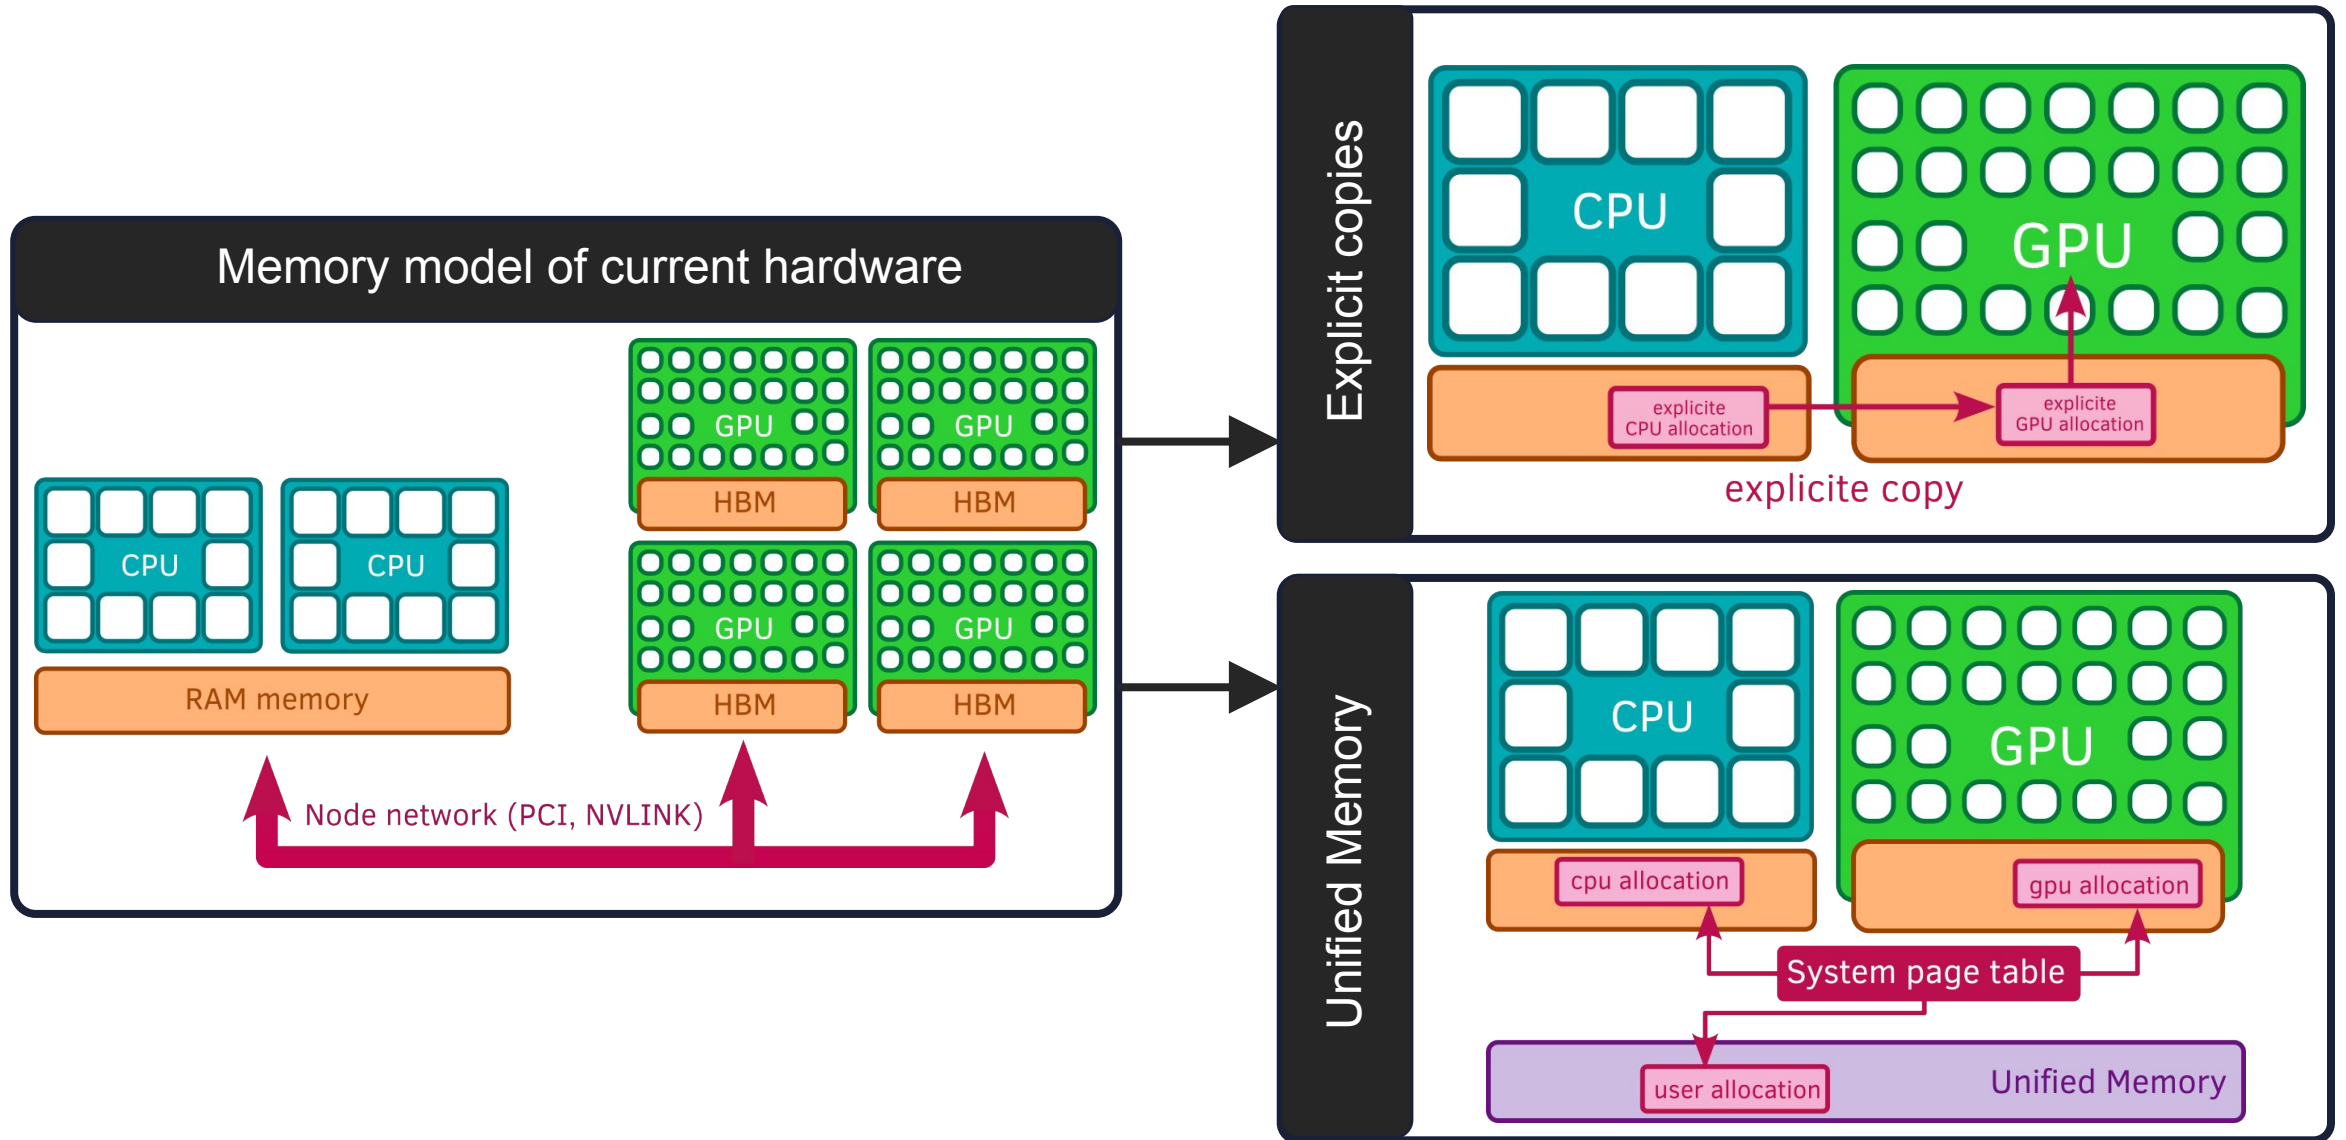 Memory model of current hardware
GPU
GPU
HBM
HBM
CPU
CPU
GPU
GPU
RAM memory
HBM
HBM
Node network (PCI, NVLINK)
Explicit copies
CPU
GPU
explicite
CPU allocation
explicite
GPU allocation
explicite copy
Unified Memory
CPU
GPU
cpu allocation
gpu allocation
System page table
user allocation
Unified Memory